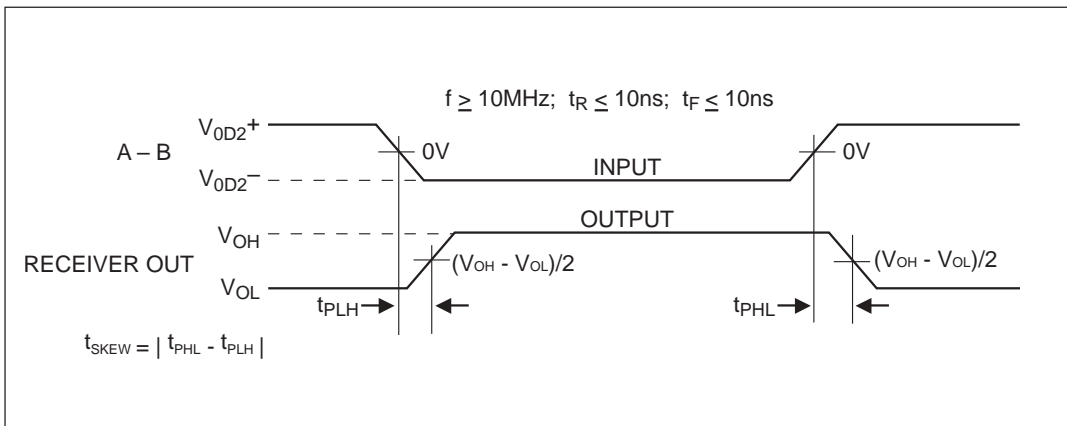 f ≥ 10MHz; tR ≤ 10ns; tF ≤ 10ns
V0D2+
A – B
0V
0V
V0D2–
INPUT
VOH
OUTPUT
RECEIVER OUT
(VOH - VOL)/2
(VOH - VOL)/2
VOL
tPLH
tPHL
tSKEW = | tPHL - tPLH |